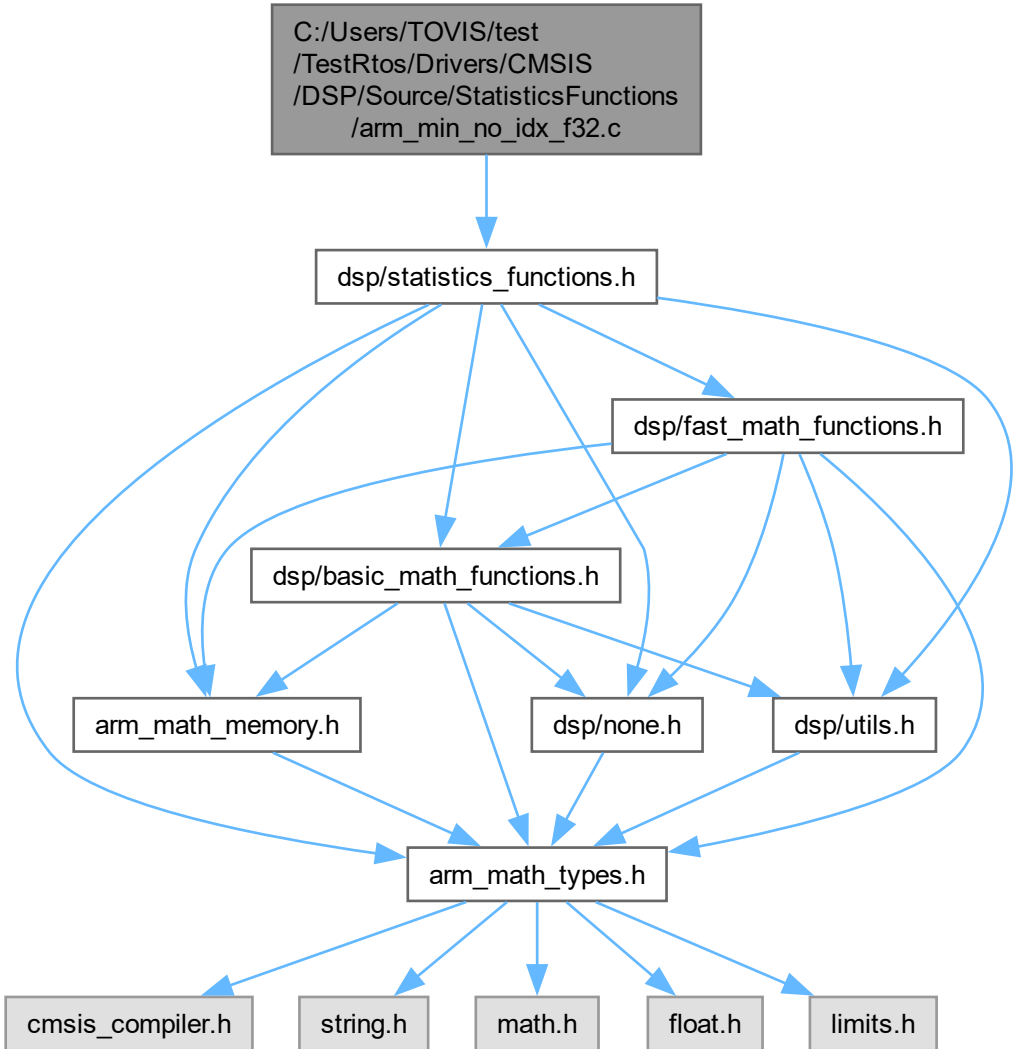 C:/Users/TOVIS/test
/TestRtos/Drivers/CMSIS
/DSP/Source/StatisticsFunctions
/arm_min_no_idx_f32.c
dsp/statistics_functions.h
dsp/fast_math_functions.h
dsp/basic_math_functions.h
arm_math_memory.h
dsp/none.h
dsp/utils.h
arm_math_types.h
cmsis_compiler.h
string.h
math.h
float.h
limits.h